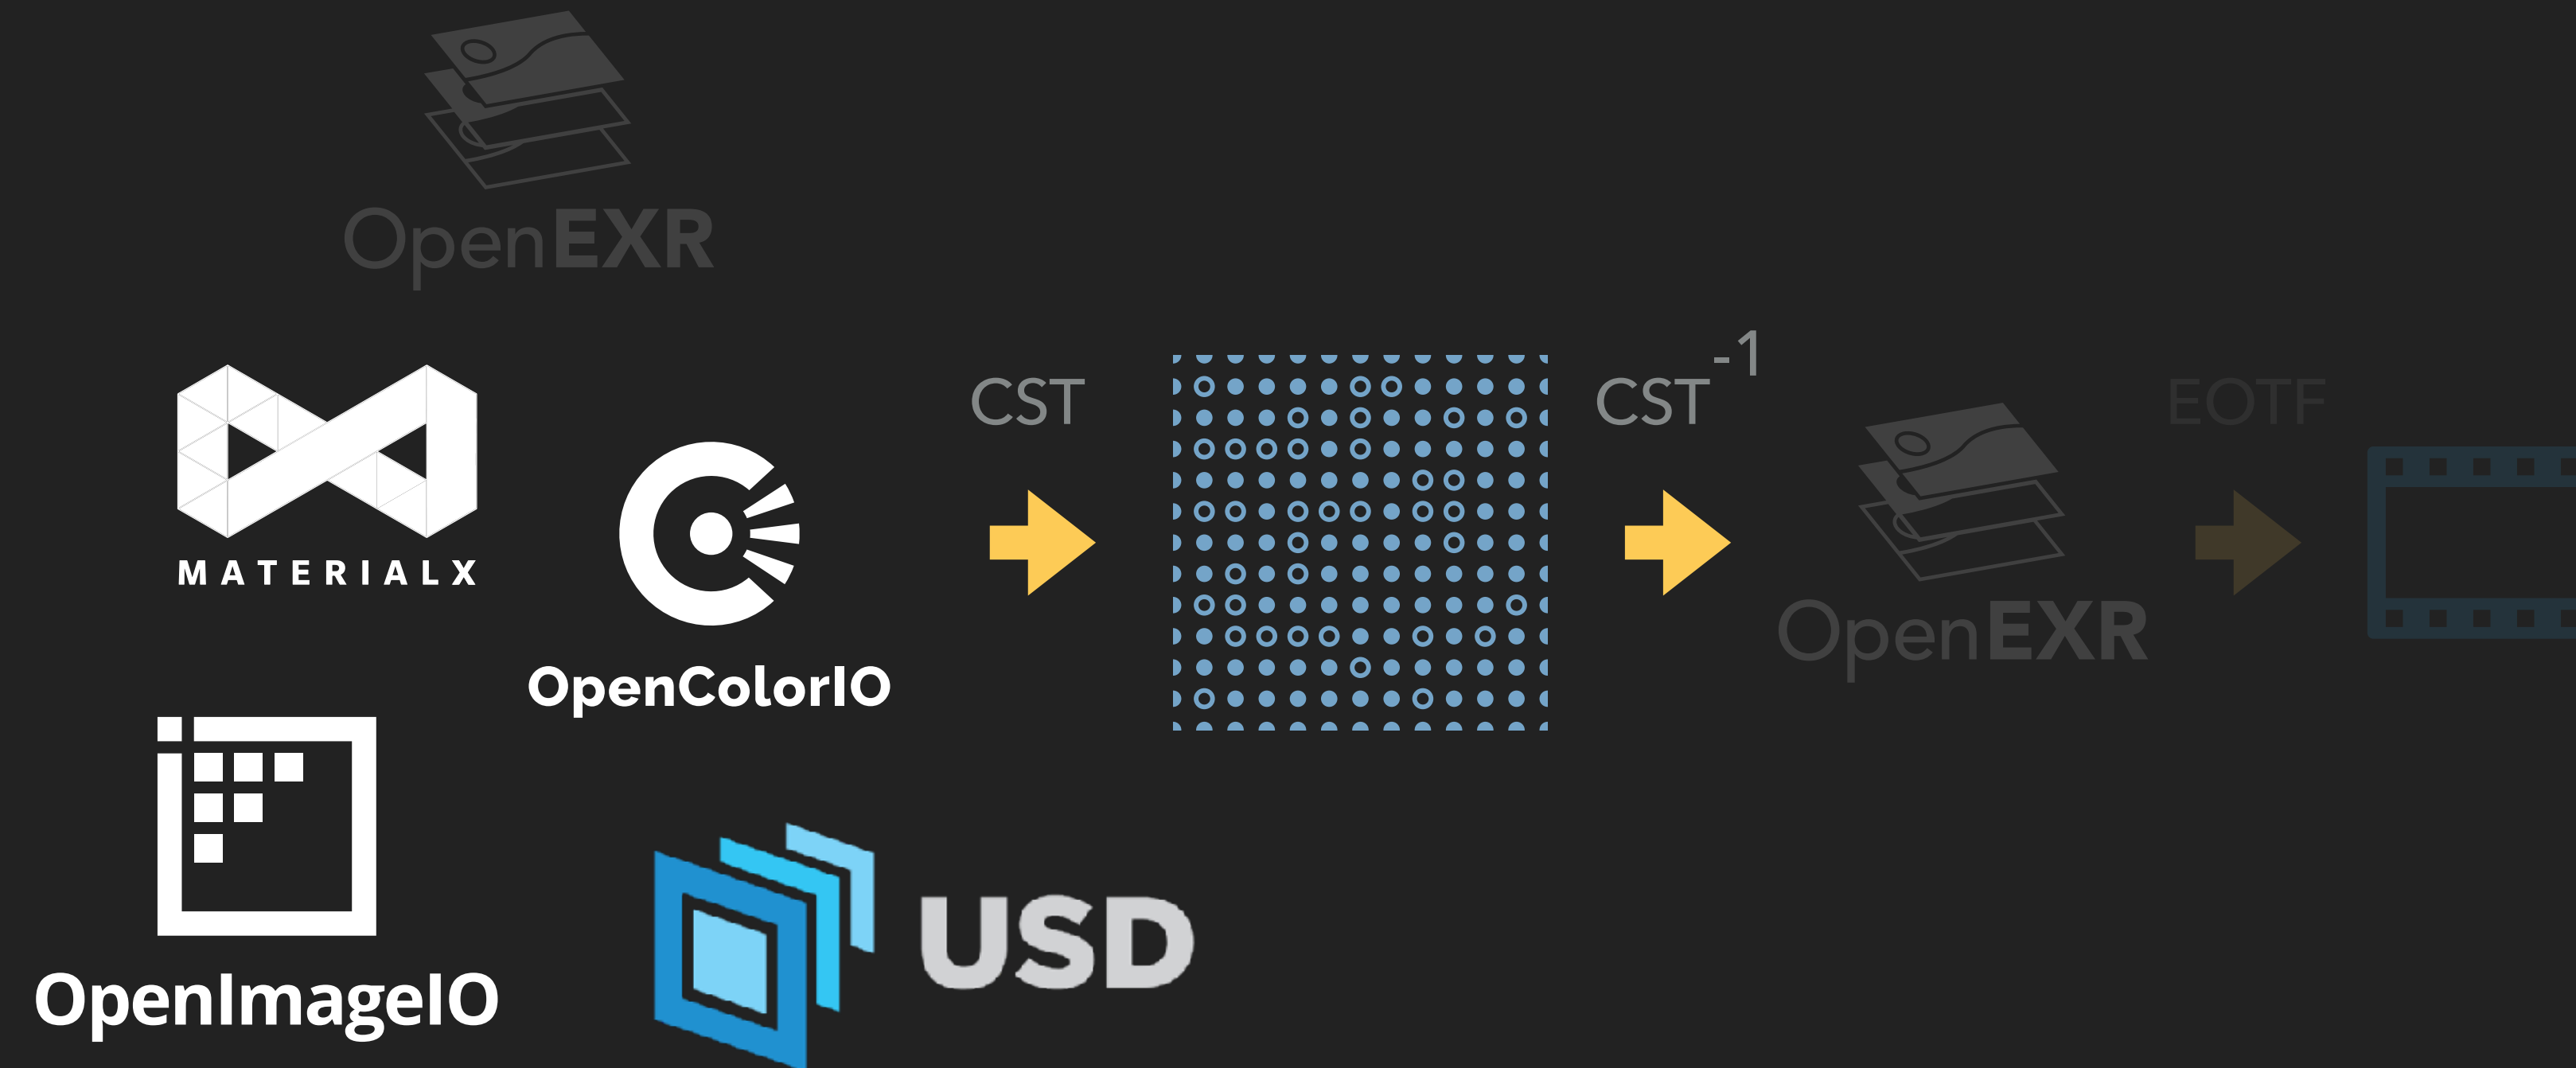 OpenEXR
MATERIALX
OpenColorIO
OpenImageIO
USD
CST
CST-1
OpenEXR
EOTF